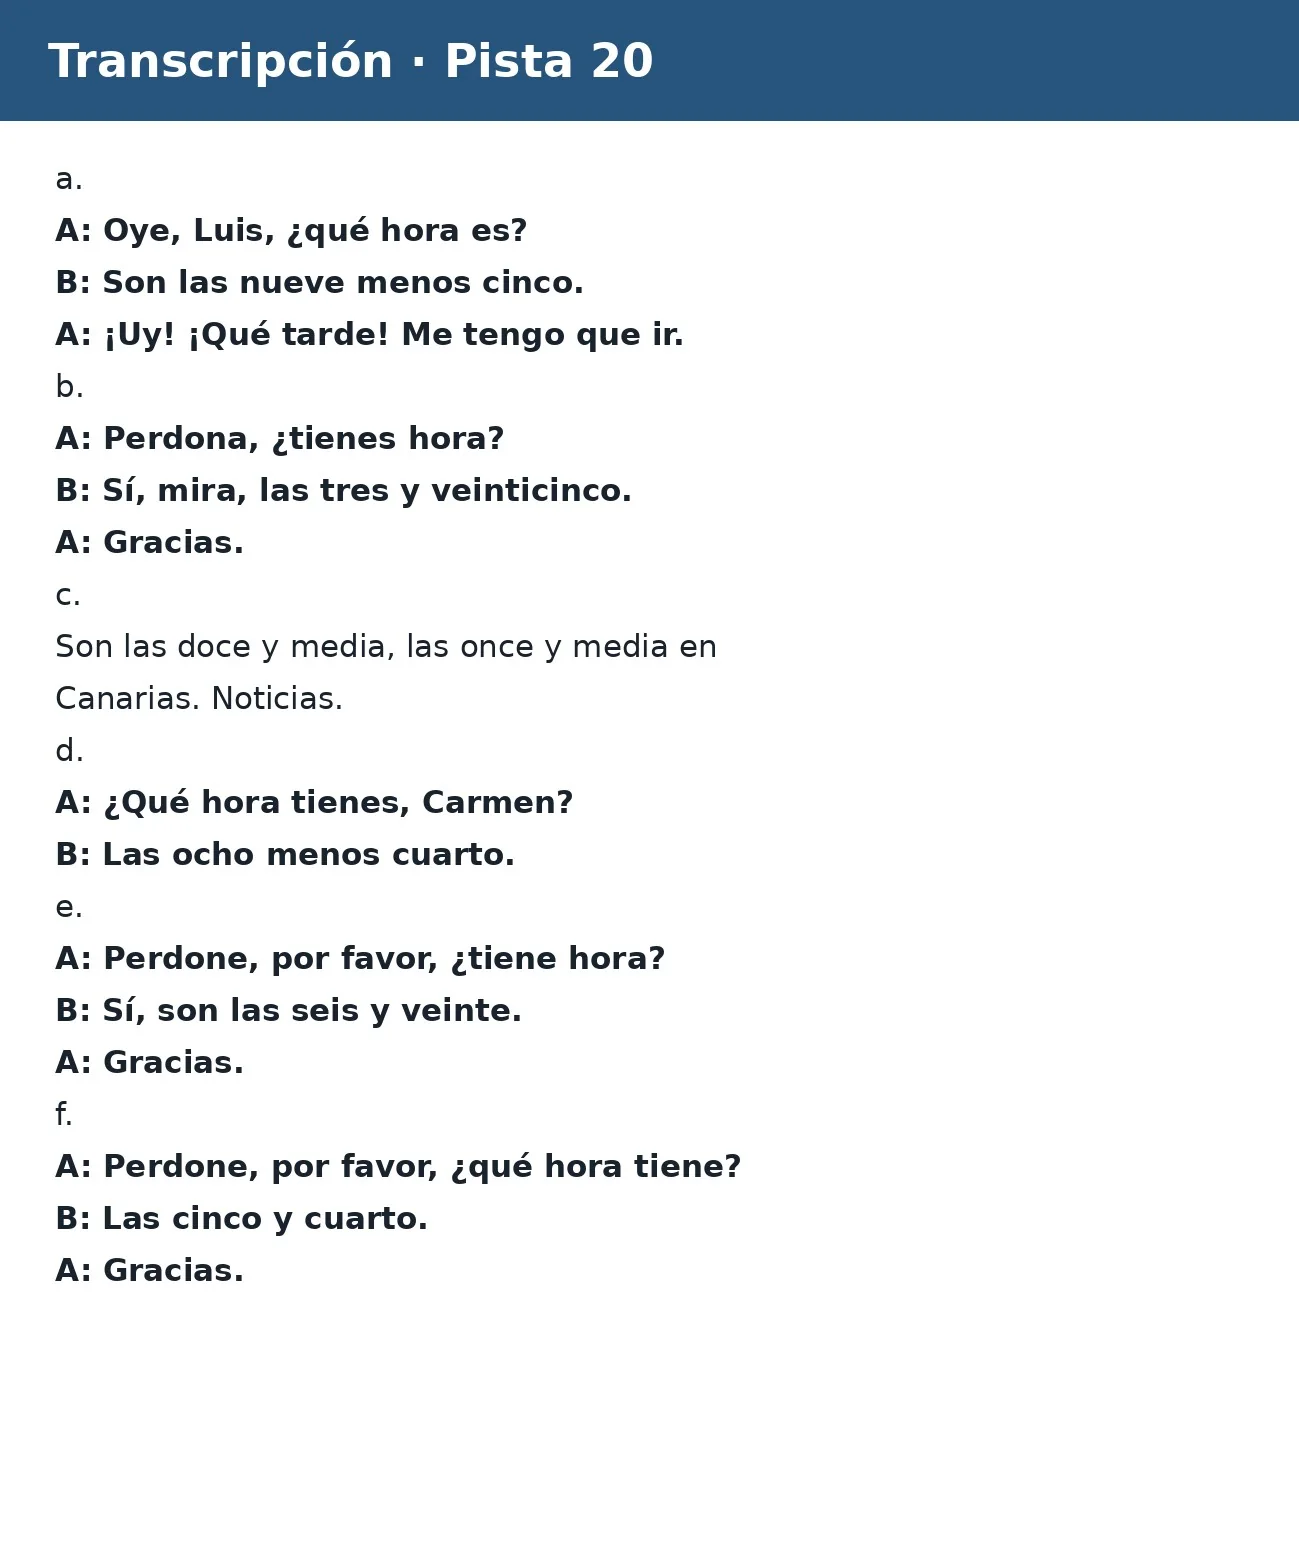 Transcripción · Pista 20
a.
A: Oye, Luis, ¿qué hora es?
B: Son las nueve menos cinco.
A: ¡Uy! ¡Qué tarde! Me tengo que ir.
b.
A: Perdona, ¿tienes hora?
B: Sí, mira, las tres y veinticinco.
A: Gracias.
c.
Son las doce y media, las once y media en
Canarias. Noticias.
d.
A: ¿Qué hora tienes, Carmen?
B: Las ocho menos cuarto.
e.
A: Perdone, por favor, ¿tiene hora?
B: Sí, son las seis y veinte.
A: Gracias.
f.
A: Perdone, por favor, ¿qué hora tiene?
B: Las cinco y cuarto.
A: Gracias.